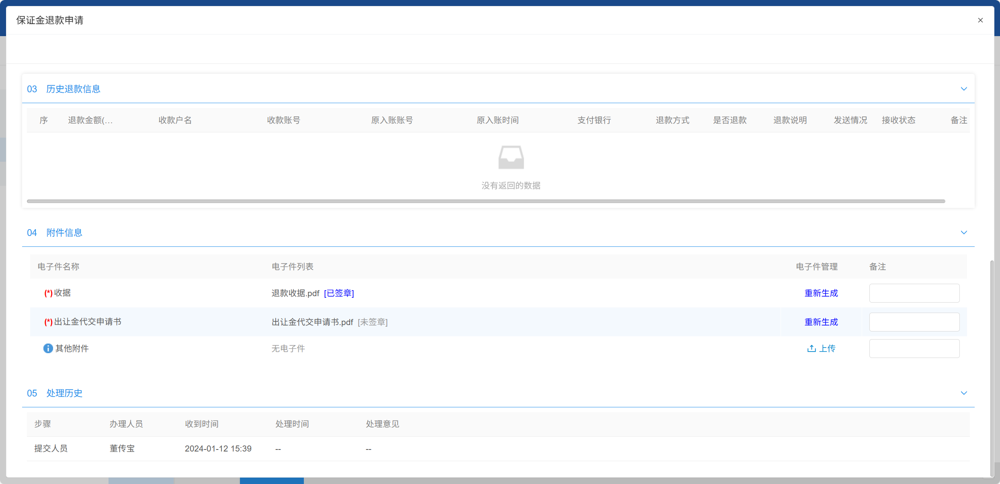 保证金退款申请
03 历史退款信息
序 退款金额(... 收款户名 收款账号 原入账账号 原入账时间 支付银行 退款方式 是否退款 退款说明 发送情况 接收状态 备注
没有返回的数据
04 附件信息
电子件名称 电子件列表 电子件管理 备注
(*)收据 退款收据.pdf [已签章] 重新生成
(*)出让金代交申请书 出让金代交申请书.pdf [未签章] 重新生成
其他附件 无电子件 上传
05 处理历史
步骤 办理人员 收到时间 处理时间 处理意见
提交人员 董传宝 2024-01-12 15:39 -- --